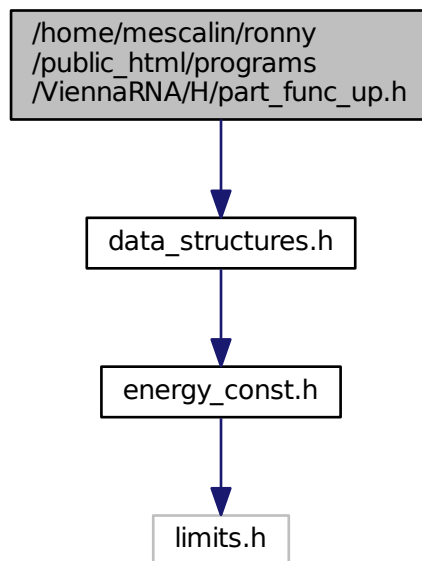 /home/mescalin/ronny
/public_html/programs
/ViennaRNA/H/part_func_up.h
data_structures.h
energy_const.h
limits.h